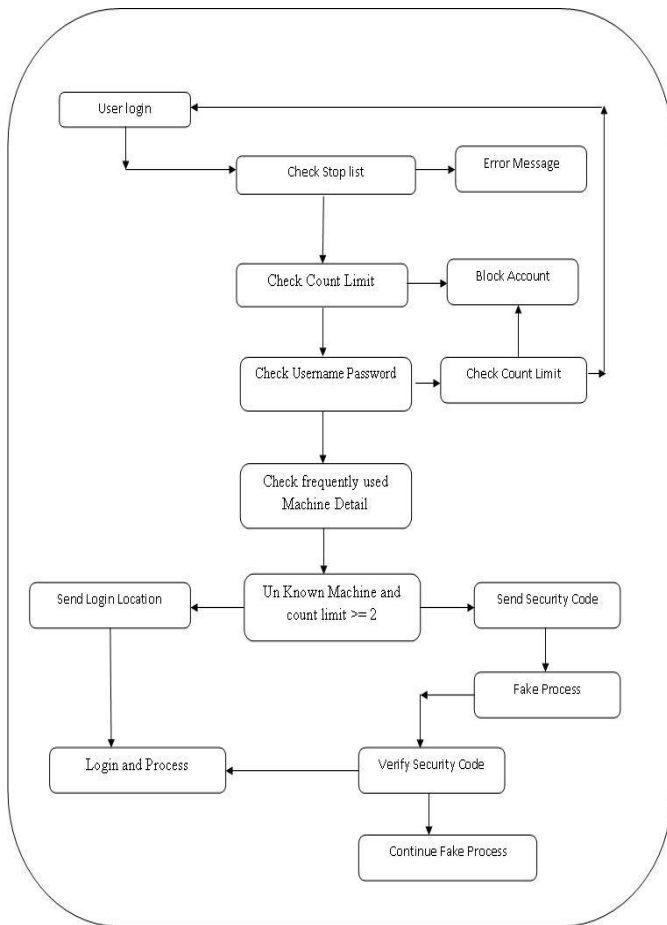 User login
Check Stop list
Error Message
Check Count Limit
Block Account
Check Username Password
Check Count Limit
Check frequently used
Machine Detail
Send Login Location
Un Known Machine and
count limit >= 2
Send Security Code
Fake Process
Login and Process
Verify Security Code
Continue Fake Process